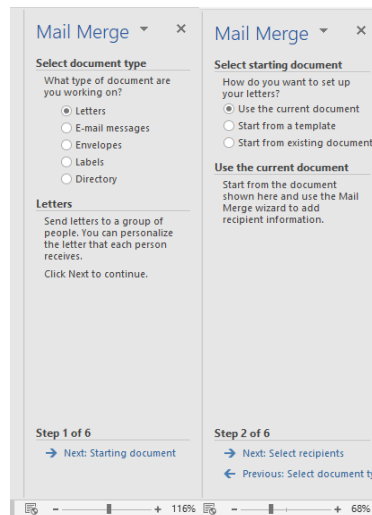 Mail Merge
Select document type
What type of document are
you working on?
Letters
E-mail messages
Envelopes
Labels
Directory
Letters
Send letters to a group of
people. You can personalize
the letter that each person
receives.
Click Next to continue.
Step 1 of 6
Next: Starting document
116%
Mail Merge
Select starting document
How do you want to set up
your letters?
Use the current document
Start from a template
Start from existing document
Use the current document
Start from the document
shown here and use the Mail
Merge wizard to add
recipient information.
Step 2 of 6
Next: Select recipients
Previous: Select document ty
68%